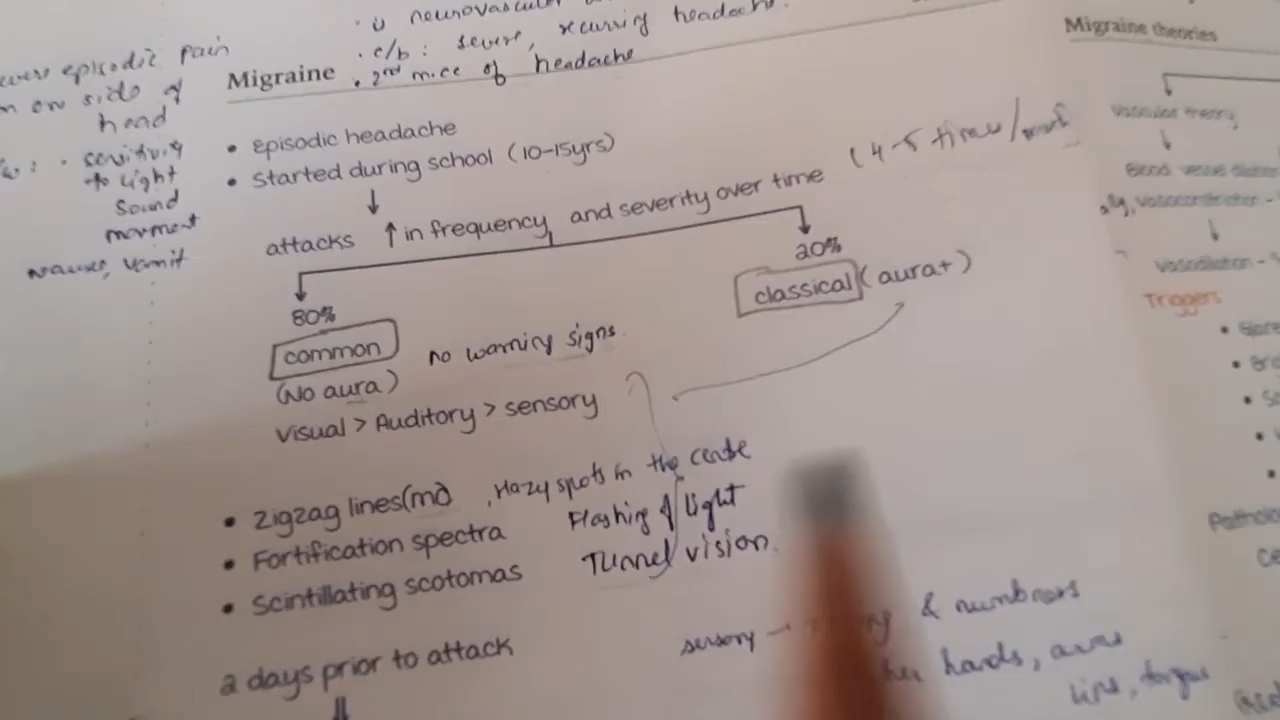 neurovascular
c/b: severe, recurring headache.
2nd mcc of headache
episodic pain
on one side of
head
sensitivity
to light
sound
movement
nausea, vomit
Migraine
• episodic headache
• Started during school (10-15yrs)
↓
attacks ↑ in frequency and severity over time (4-5 times/
80%
common
(No aura) no warning signs.
20%
classical (aura+)
visual > Auditory > sensory
• Zigzag lines(mc) , Hazy spots in the centre
• Fortification spectra Flashing of light
• Scintillating scotomas Tunnel vision.
sensory → & numbness
hands, arms
lips, tongue
2 days prior to attack
Migraine theories
Vascular theory
↓
Blood vessel
vasoconstriction -
↓
Vasodilation -
Triggers